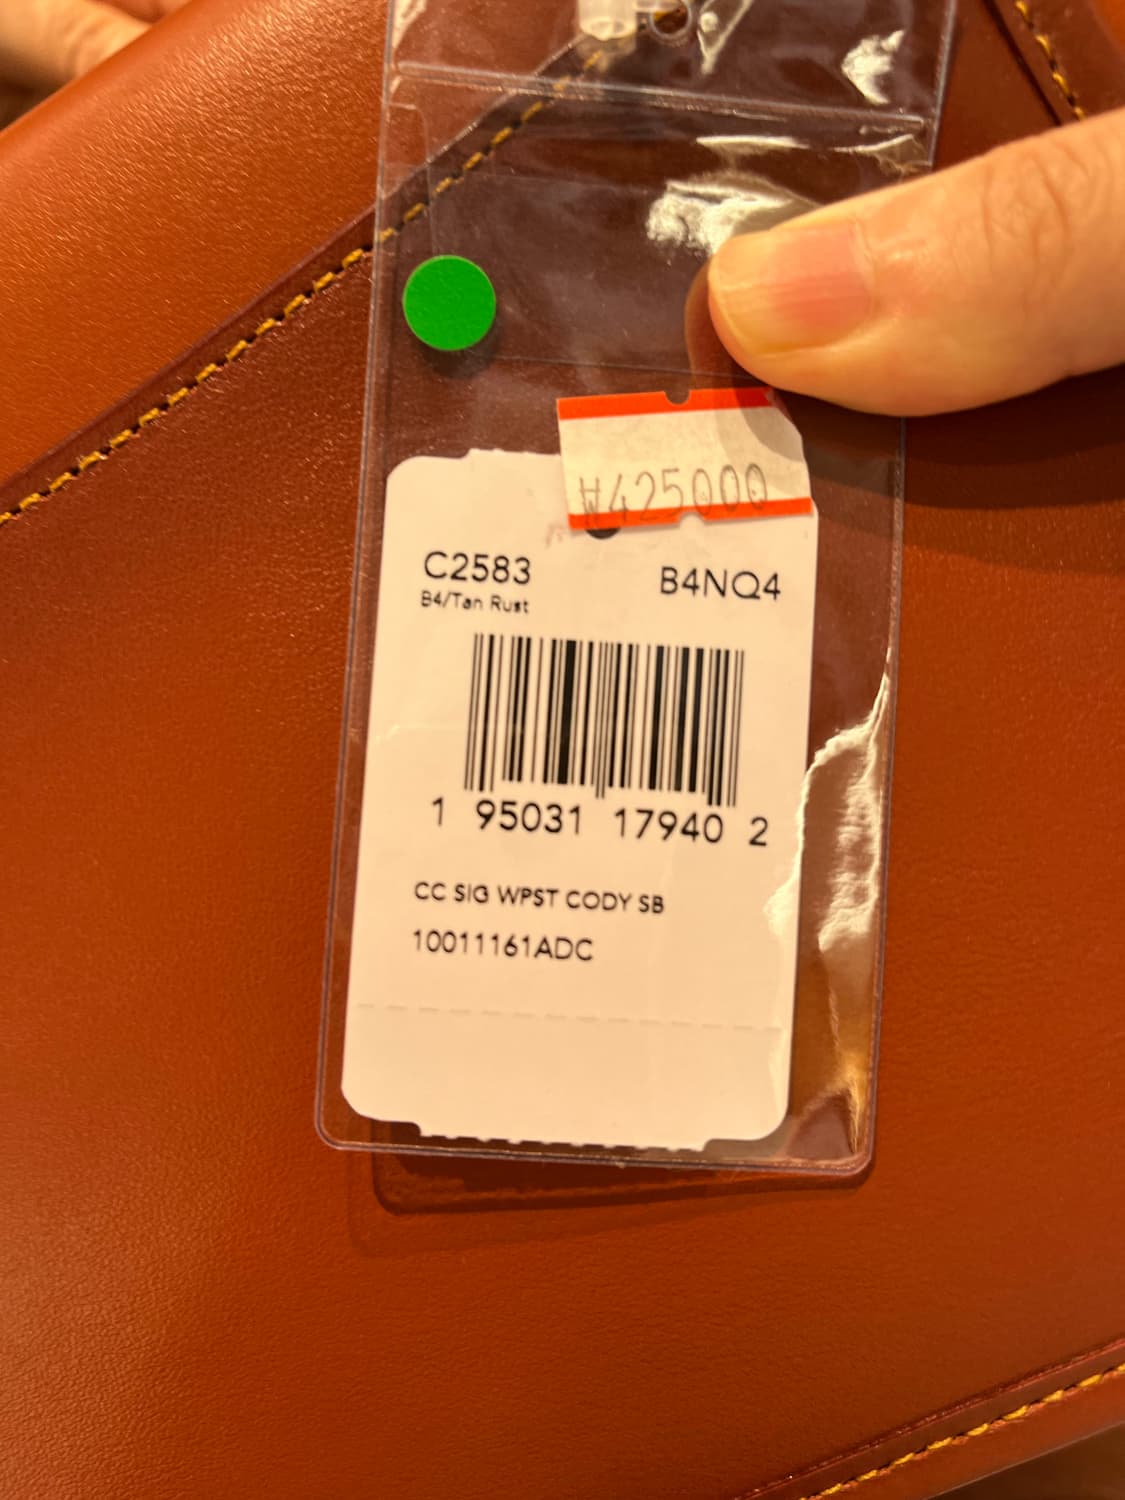 ₩425000
C2583 B4NQ4
B4/Tan Rust
1 95031 17940 2
CC SIG WPST CODY SB
10011161ADC